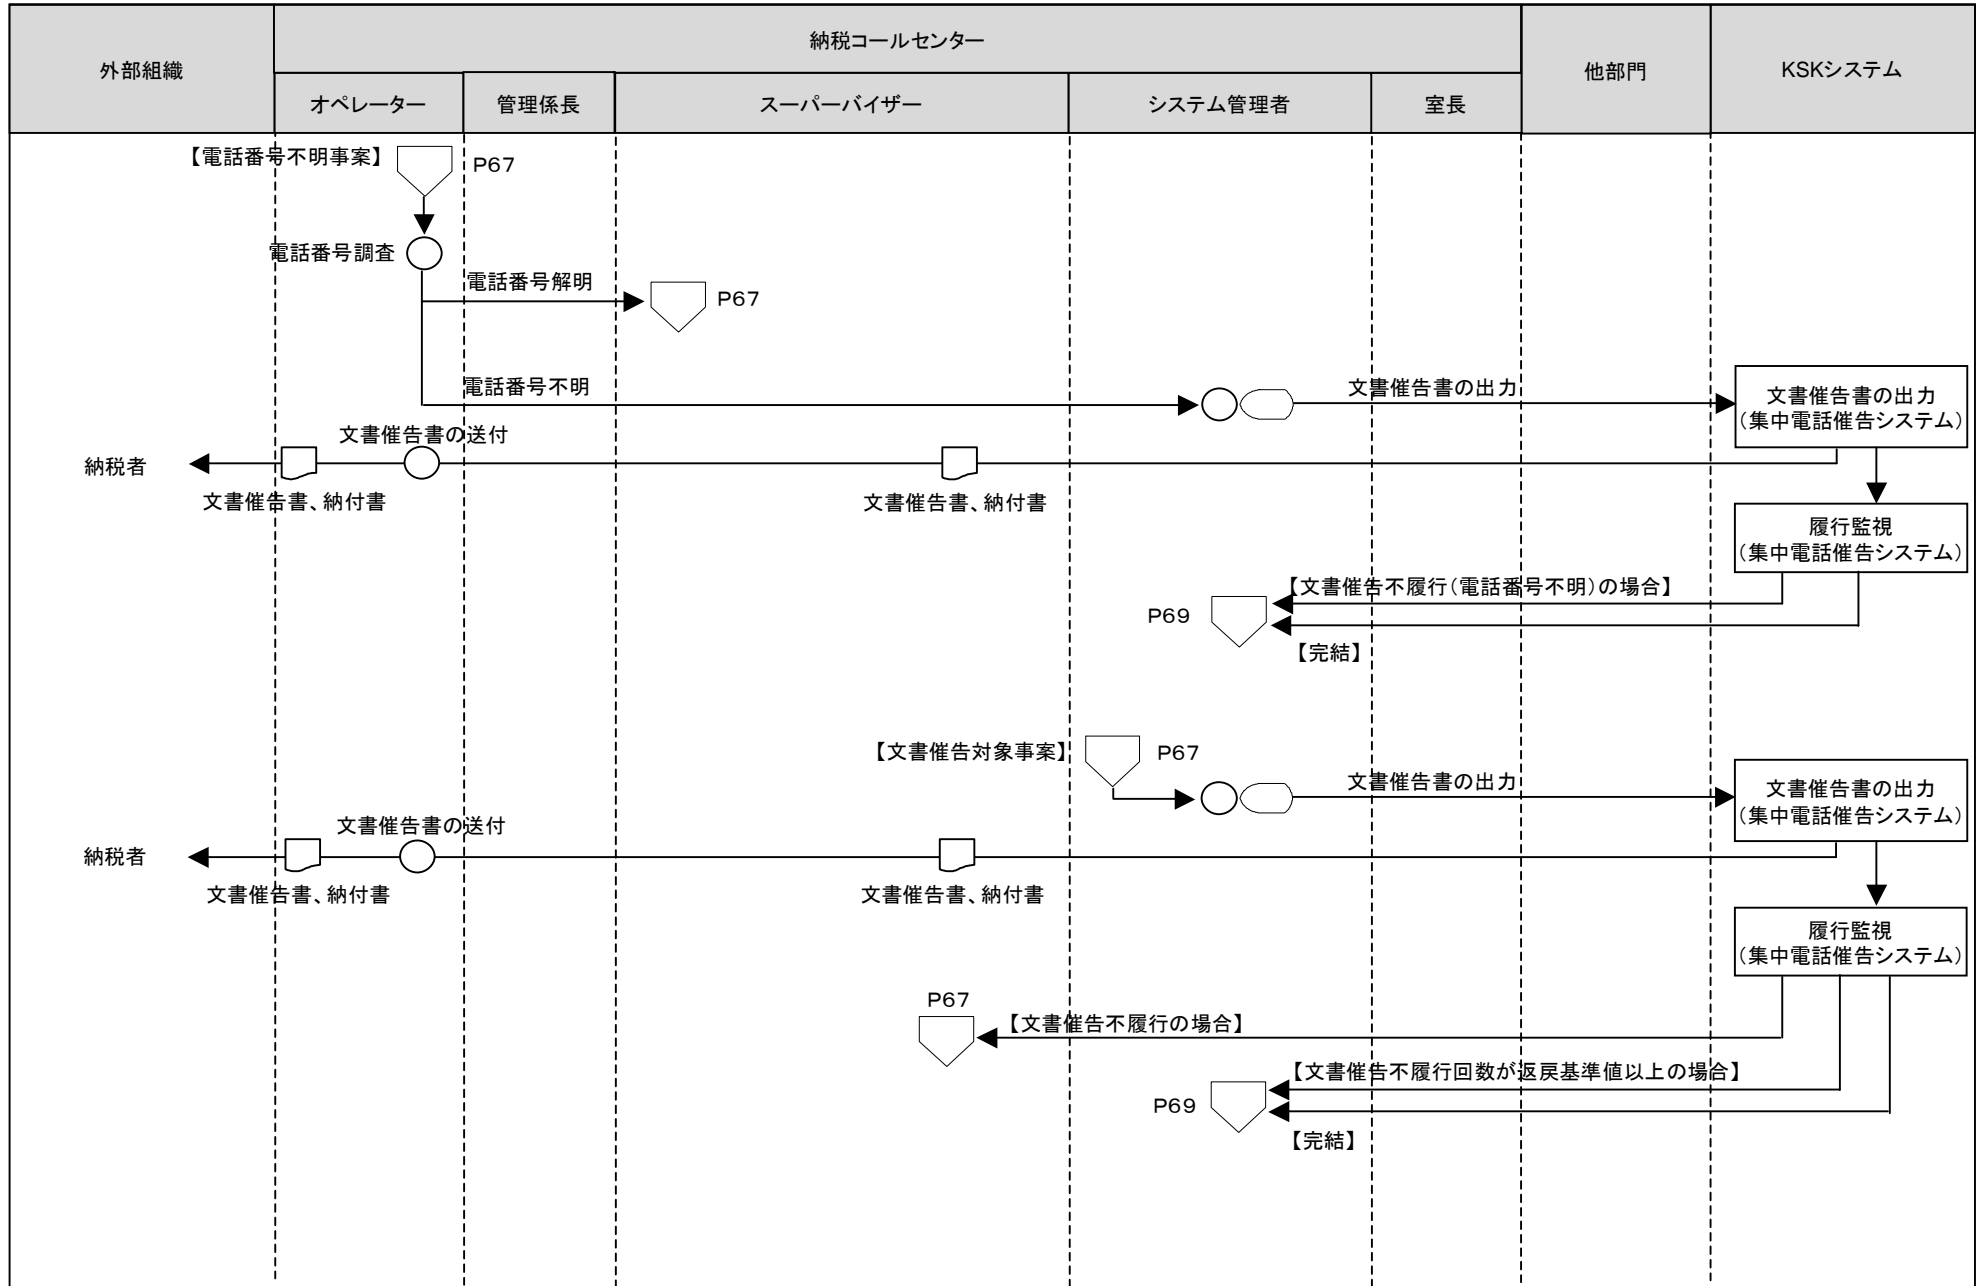 外部組織
納税コールセンター
他部門
KSKシステム
オペレーター
管理係長
スーパーバイザー
システム管理者
室長
【電話番号不明事案】
P67
電話番号調査
電話番号解明
P67
電話番号不明
文書催告書の出力
文書催告書の出力
(集中電話催告システム)
文書催告書の送付
納税者
文書催告書、納付書
文書催告書、納付書
履行監視
(集中電話催告システム)
【文書催告不履行(電話番号不明)の場合】
P69
【完結】
【文書催告対象事案】
P67
文書催告書の出力
文書催告書の出力
(集中電話催告システム)
文書催告書の送付
納税者
文書催告書、納付書
文書催告書、納付書
履行監視
(集中電話催告システム)
P67
【文書催告不履行の場合】
【文書催告不履行回数が返戻基準値以上の場合】
P69
【完結】